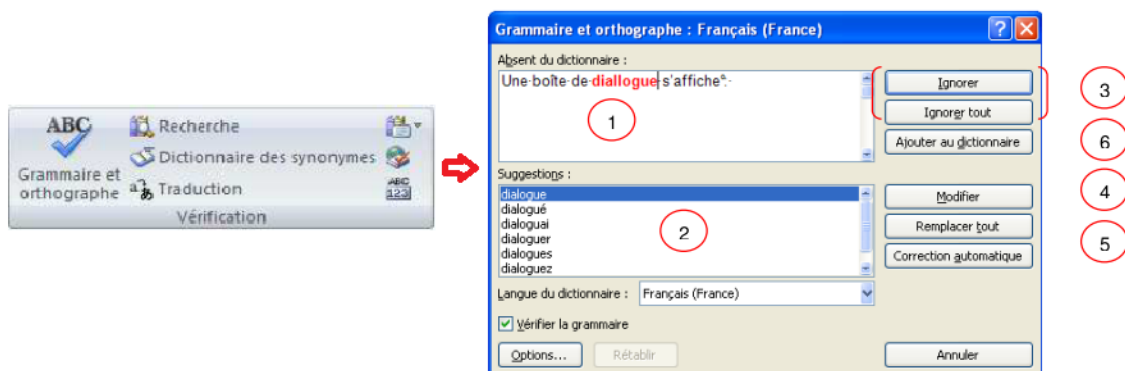 ABC
Grammaire et
orthographe
Recherche
Dictionnaire des synonymes
Traduction
ABC
123
Vérification
Grammaire et orthographe : Français (France)
Absent du dictionnaire :
Une·boîte·de·diallogue·s'affiche°:·
1
Ignorer
3
Ignorer tout
Ajouter au dictionnaire
6
Suggestions :
dialogue
dialogué
dialoguai
dialoguer
dialogues
dialoguez
2
Modifier
4
Remplacer tout
5
Correction automatique
Langue du dictionnaire : Français (France)
Vérifier la grammaire
Options... Rétablir Annuler